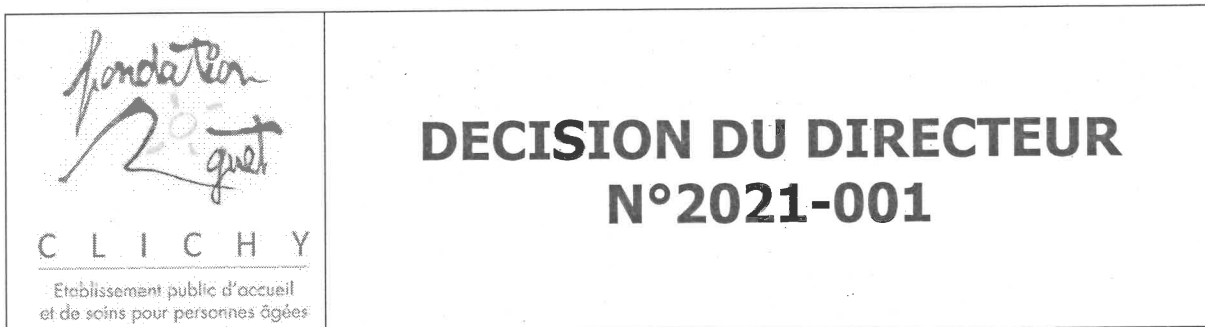 fondation
Roguet
C L I C H Y
Etablissement public d'accueil
et de soins pour personnes âgées
DECISION DU DIRECTEUR
N°2021-001